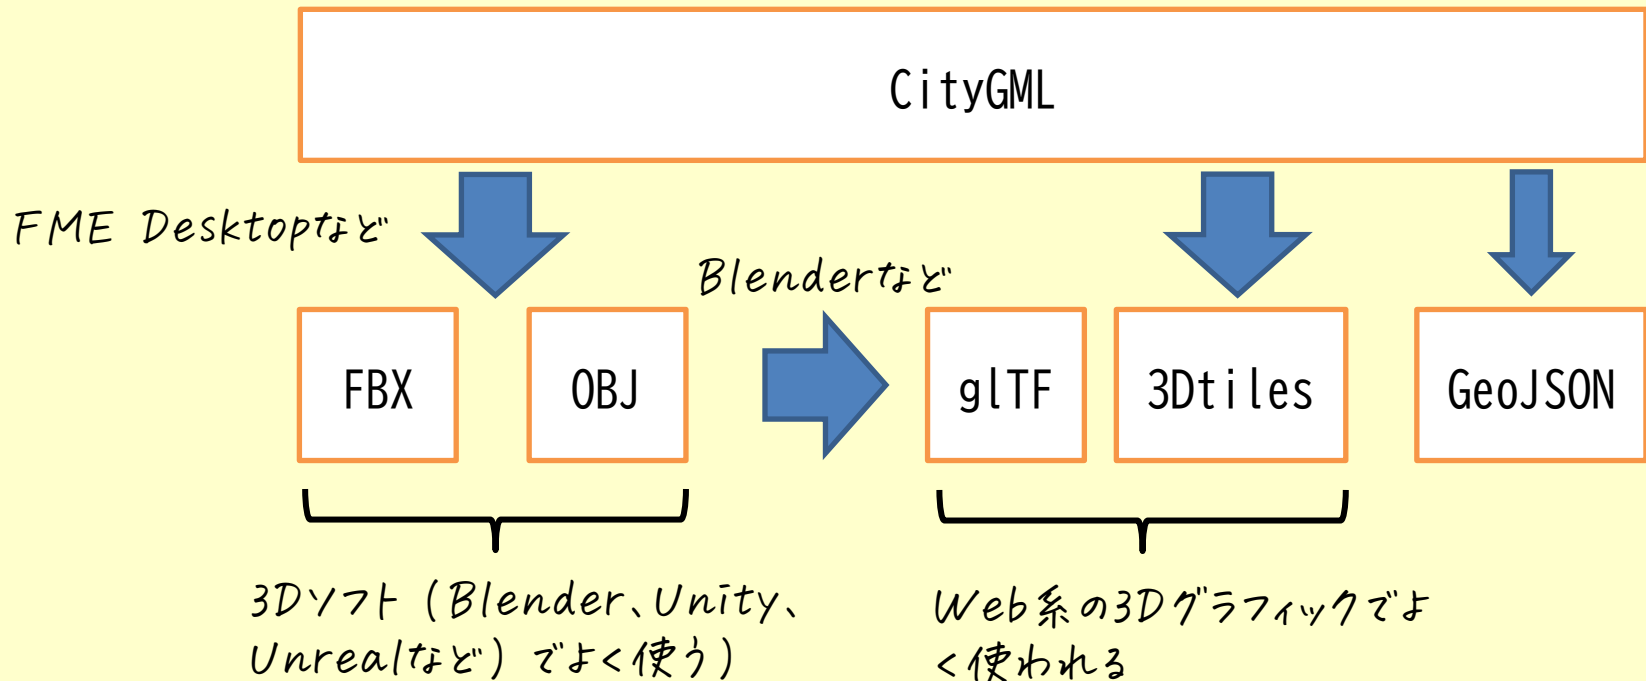 CityGML
FME Desktopなど
Blenderなど
FBX
OBJ
glTF
3Dtiles
GeoJSON
3Dソフト（Blender、Unity、
Unrealなど）でよく使う）
Web系の3Dグラフィックでよ
く使われる